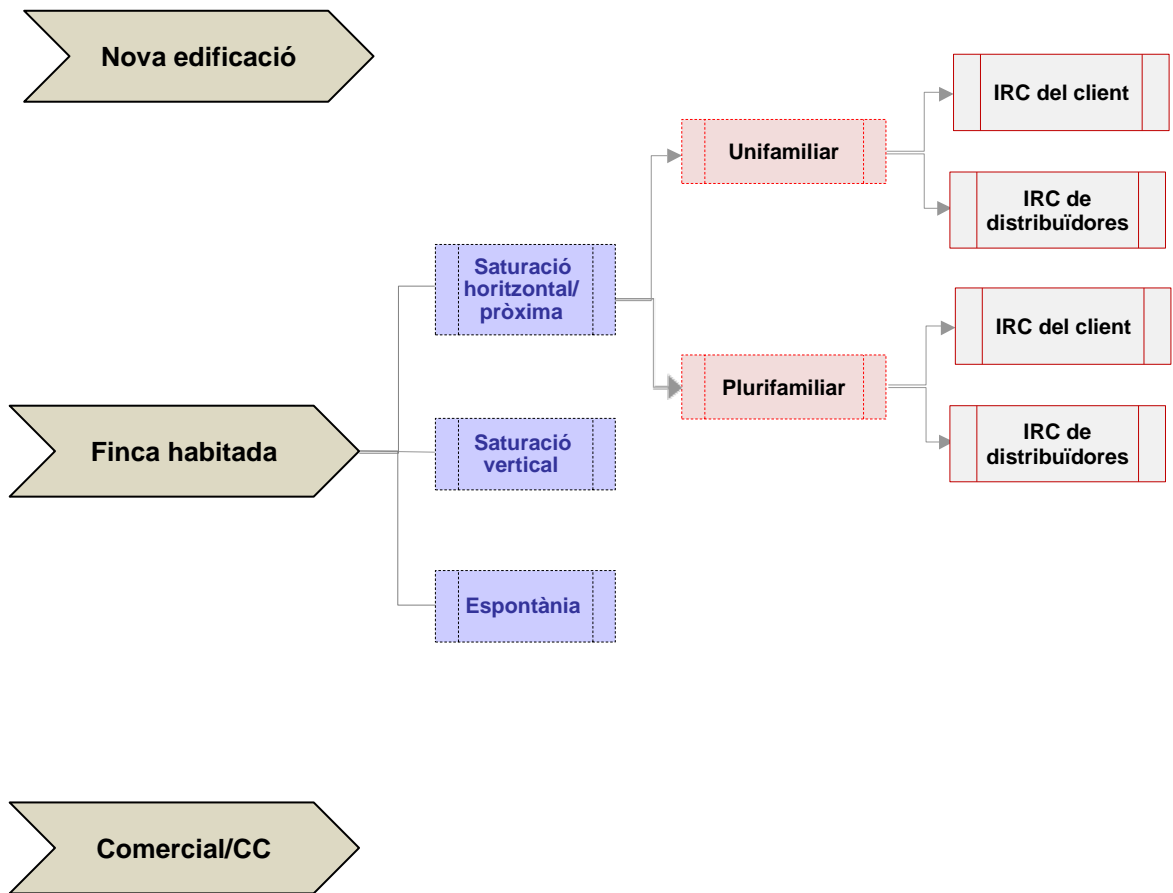 Nova edificació
IRC del client
Unifamiliar
IRC de
distribuïdores
Saturació
horitzontal/
pròxima
IRC del client
Plurifamiliar
Finca habitada
Saturació
vertical
IRC de
distribuïdores
Espontània
Comercial/CC